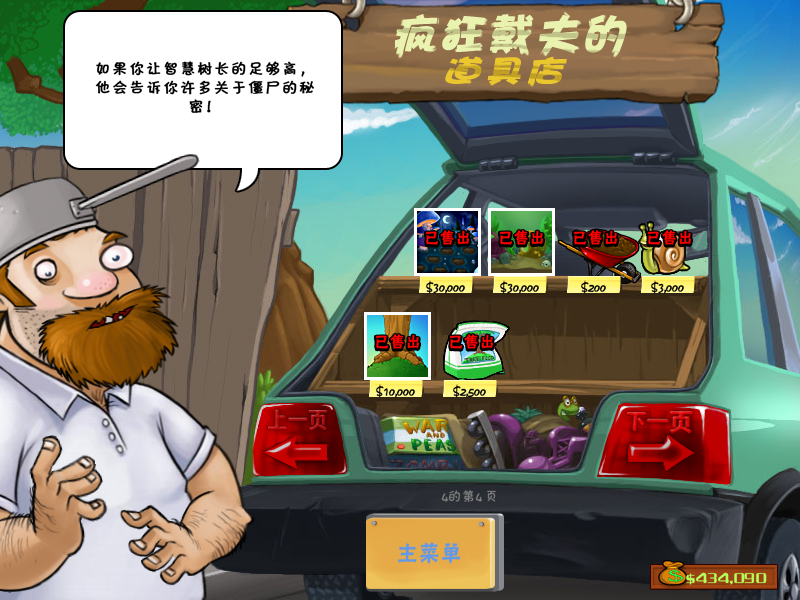 疯狂戴夫的
道具店
如果你让智慧树长的足够高，
他会告诉你许多关于僵尸的秘
密！
已售出
已售出
已售出
已售出
$30,000
$30,000
$200
$3,000
已售出
已售出
$10,000
$2,500
上一页
WAR
AND
PEAS
下一页
4的第4页
主菜单
$434,090